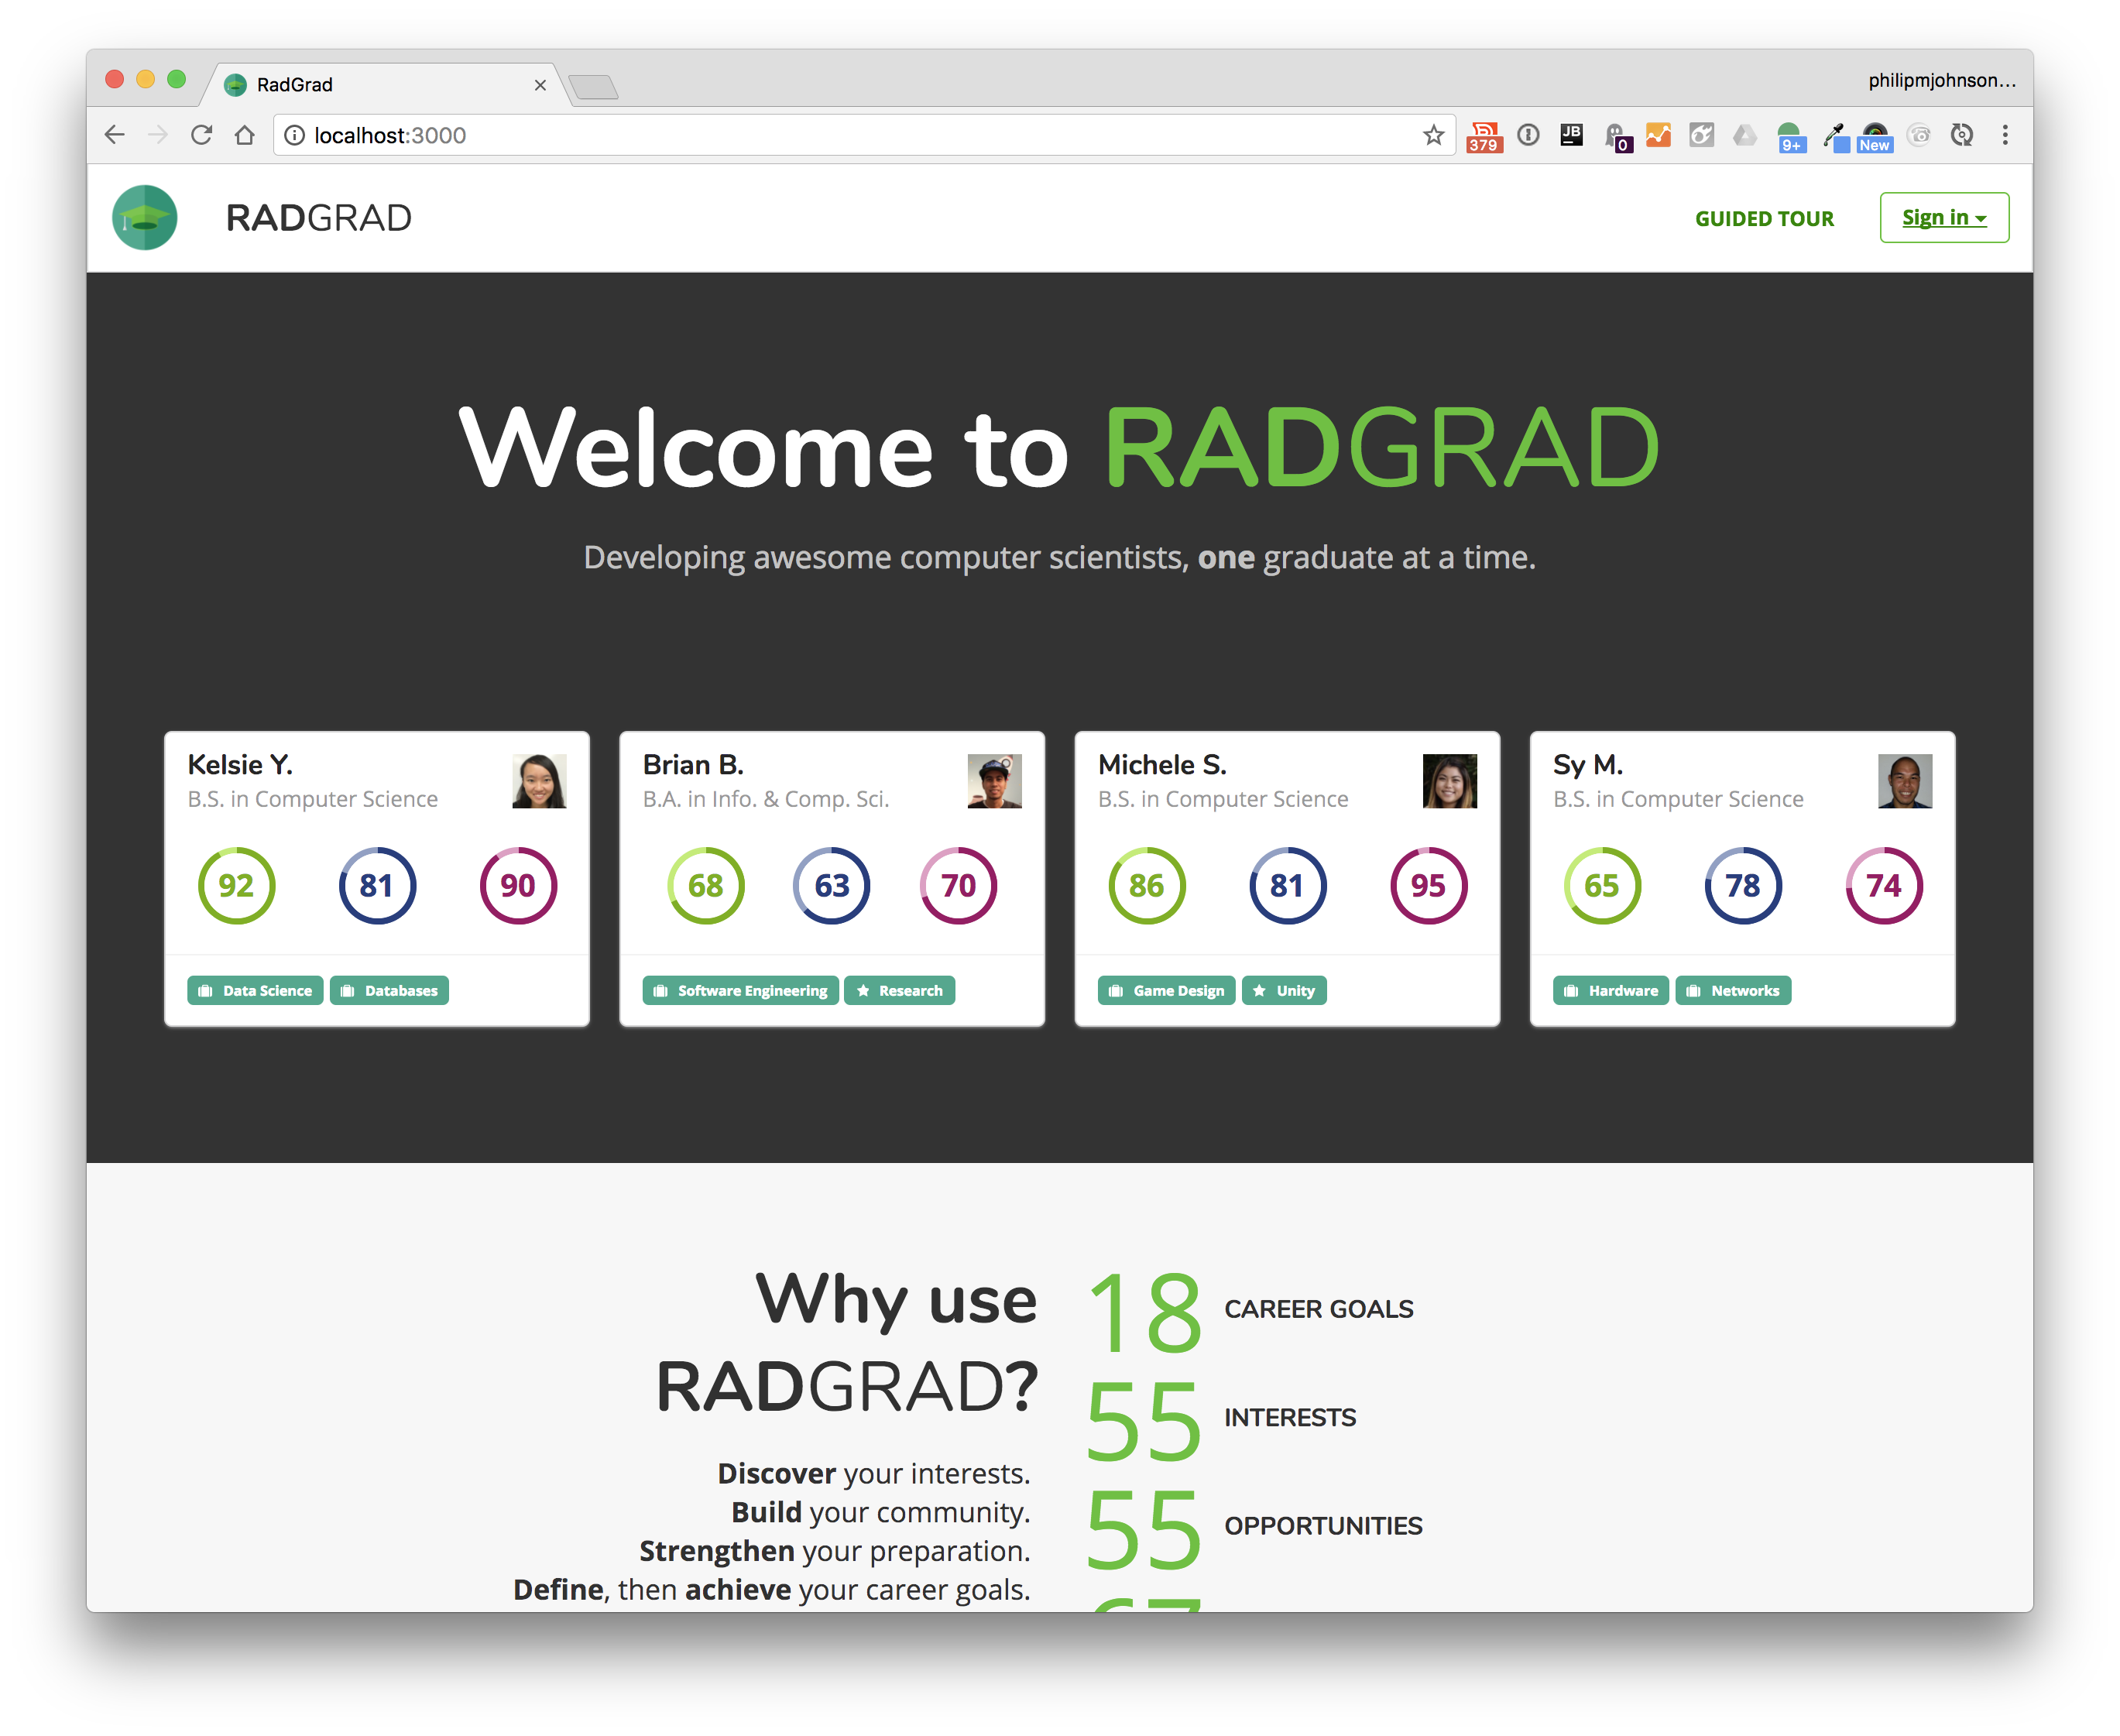 RadGrad
philipmjohnson...
localhost:3000
379
JB
0
9+
New
RADGRAD
GUIDED TOUR
Sign in
Welcome to RADGRAD
Developing awesome computer scientists, one graduate at a time.
Kelsie Y.
B.S. in Computer Science
92 81 90
Data Science Databases
Brian B.
B.A. in Info. & Comp. Sci.
68 63 70
Software Engineering Research
Michele S.
B.S. in Computer Science
86 81 95
Game Design Unity
Sy M.
B.S. in Computer Science
65 78 74
Hardware Networks
Why use
RADGRAD?
Discover your interests.
Build your community.
Strengthen your preparation.
Define, then achieve your career goals.
18 CAREER GOALS
55 INTERESTS
55 OPPORTUNITIES